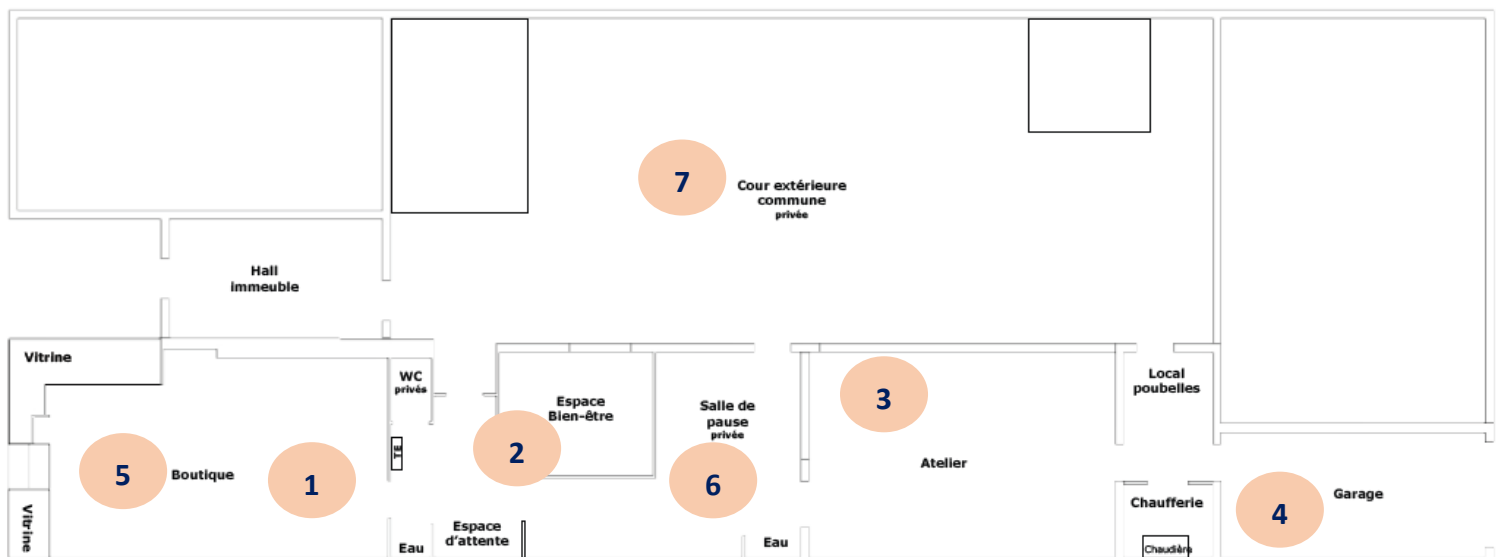 7
Cour extérieure
commune
privée
Hall
immeuble
Vitrine
WC
privés
Espace
Bien-être
Salle de
pause
privée
3
Local
poubelles
TE
2
5
Boutique
1
6
Atelier
Vitrine
Espace
d'attente
Eau
Eau
Chaufferie
Chaudière
4
Garage